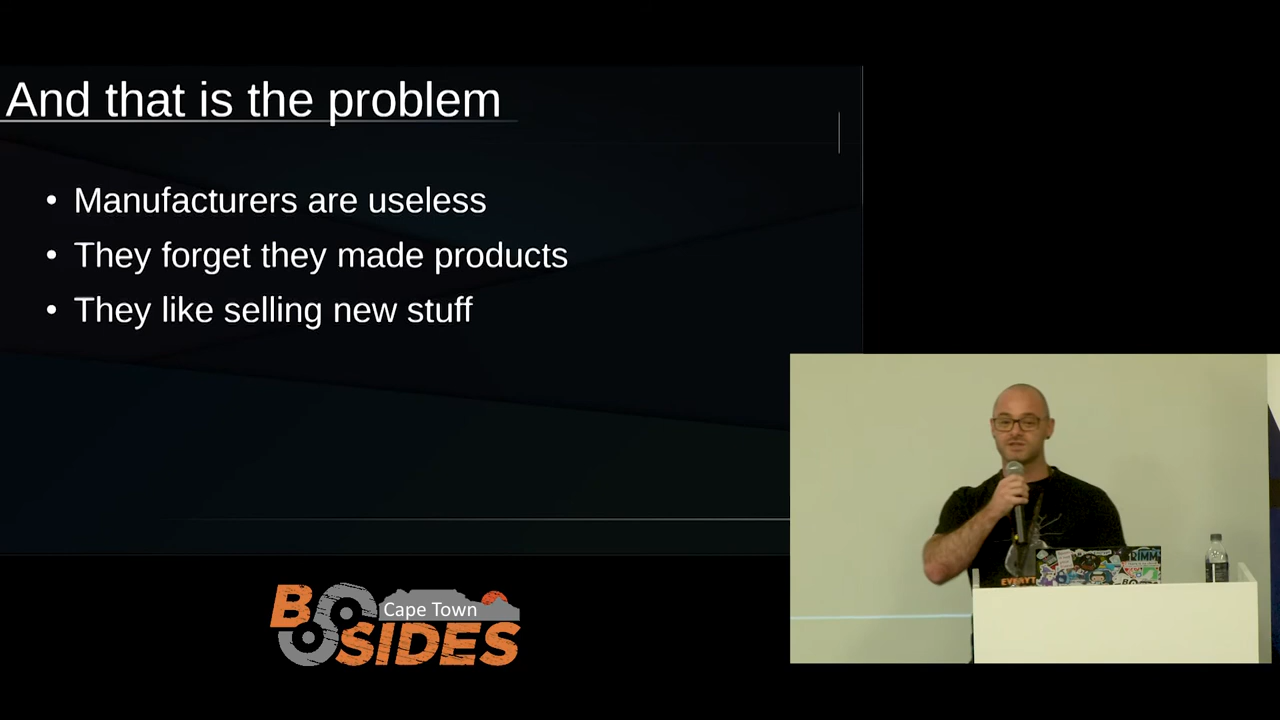 And that is the problem
• Manufacturers are useless
• They forget they made products
• They like selling new stuff
Cape Town
BSIDES